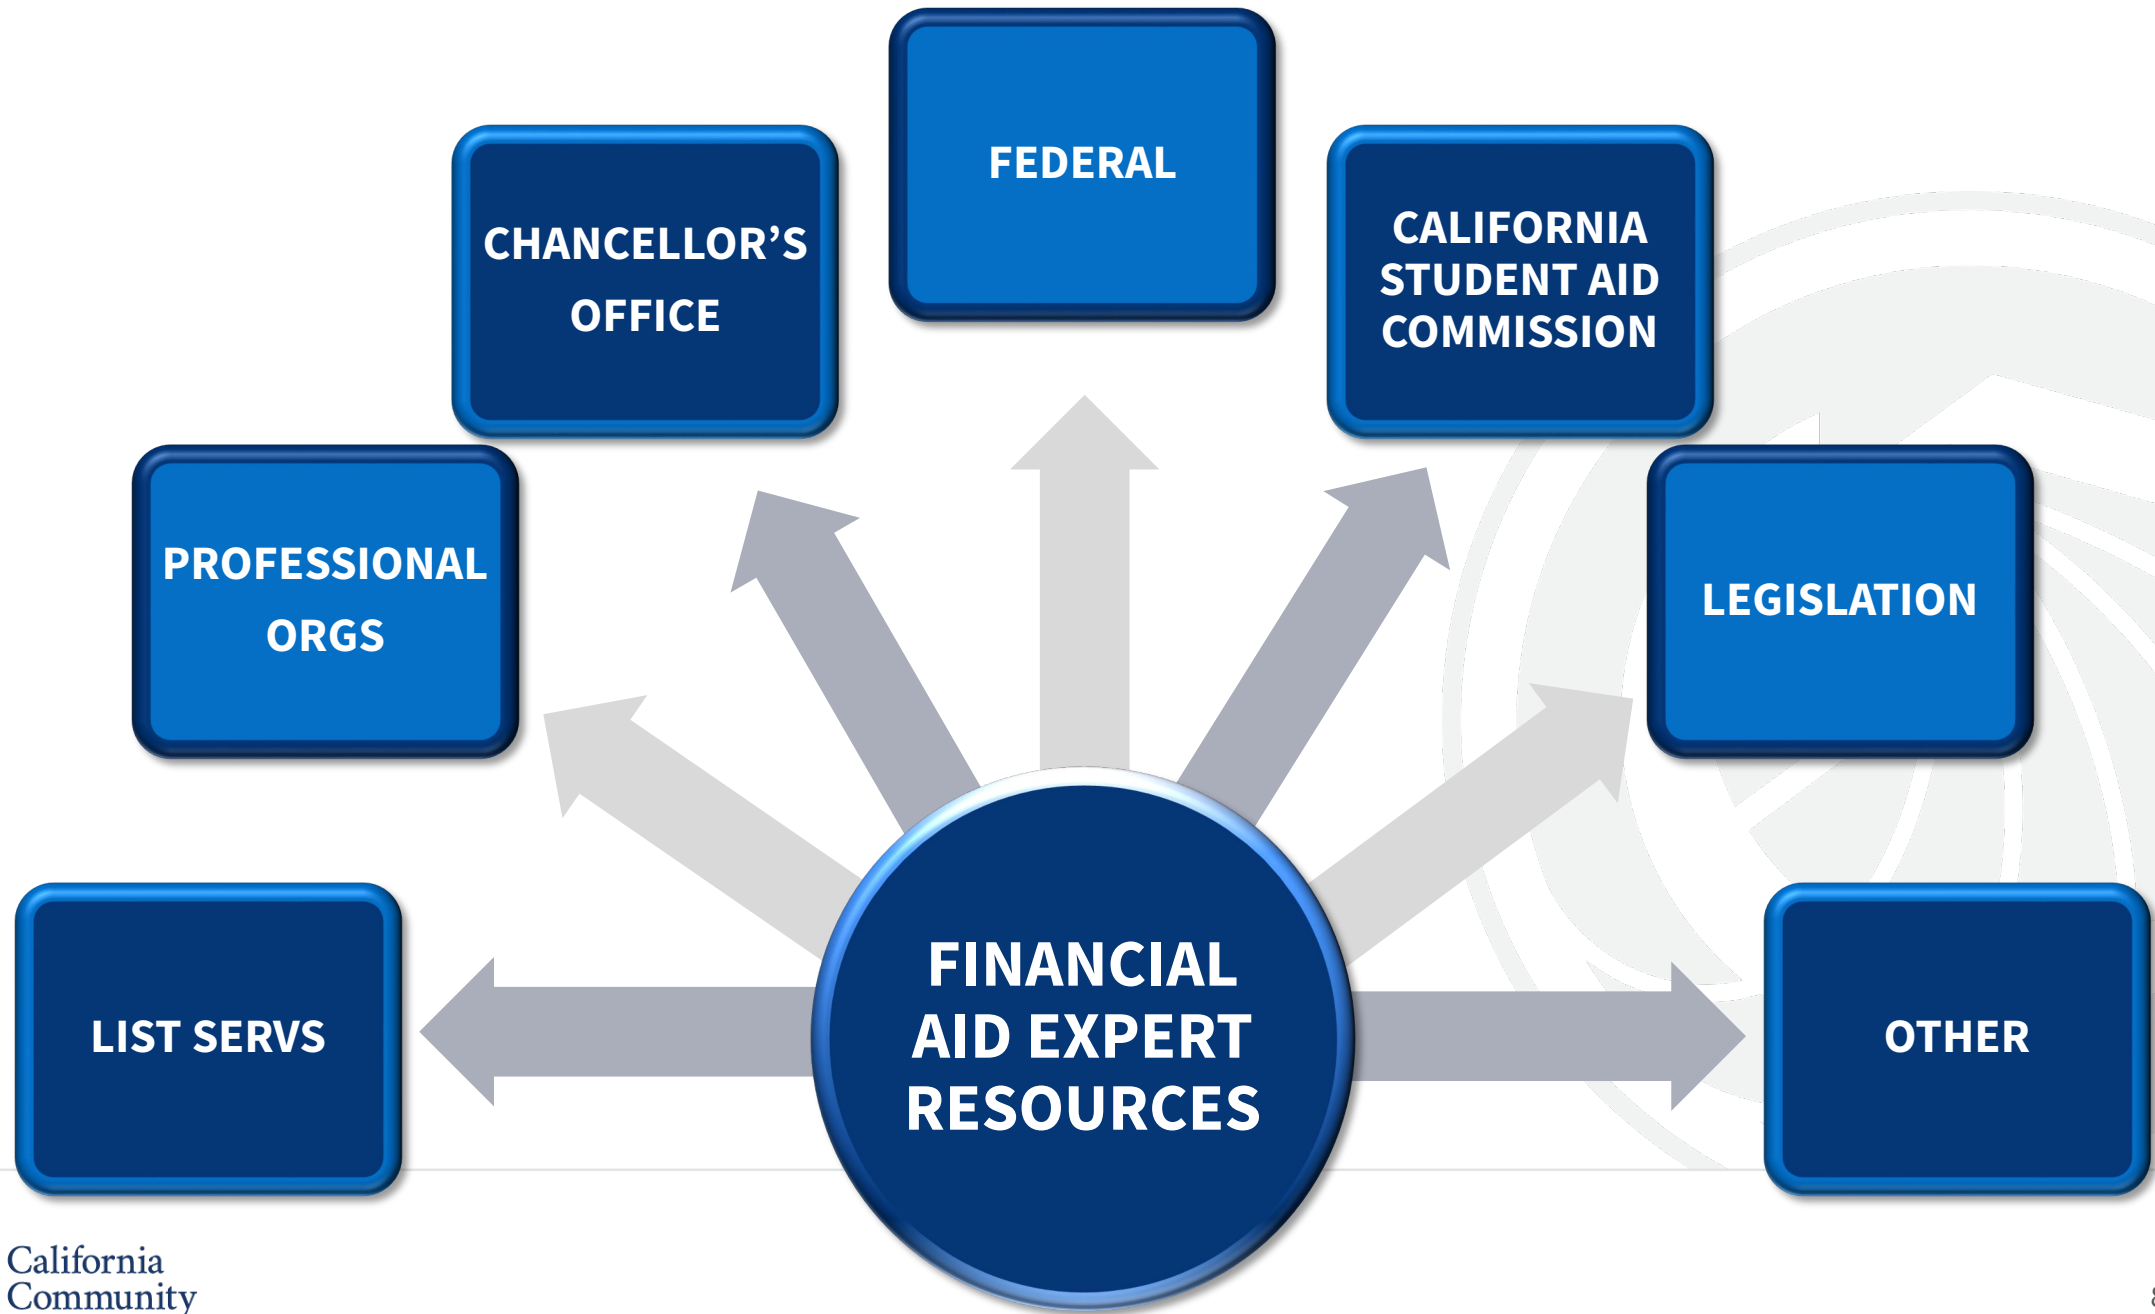 FEDERAL
CHANCELLOR’S
OFFICE
CALIFORNIA
STUDENT AID
COMMISSION
PROFESSIONAL
ORGS
LEGISLATION
LIST SERVS
FINANCIAL
AID EXPERT
RESOURCES
OTHER
California
Community